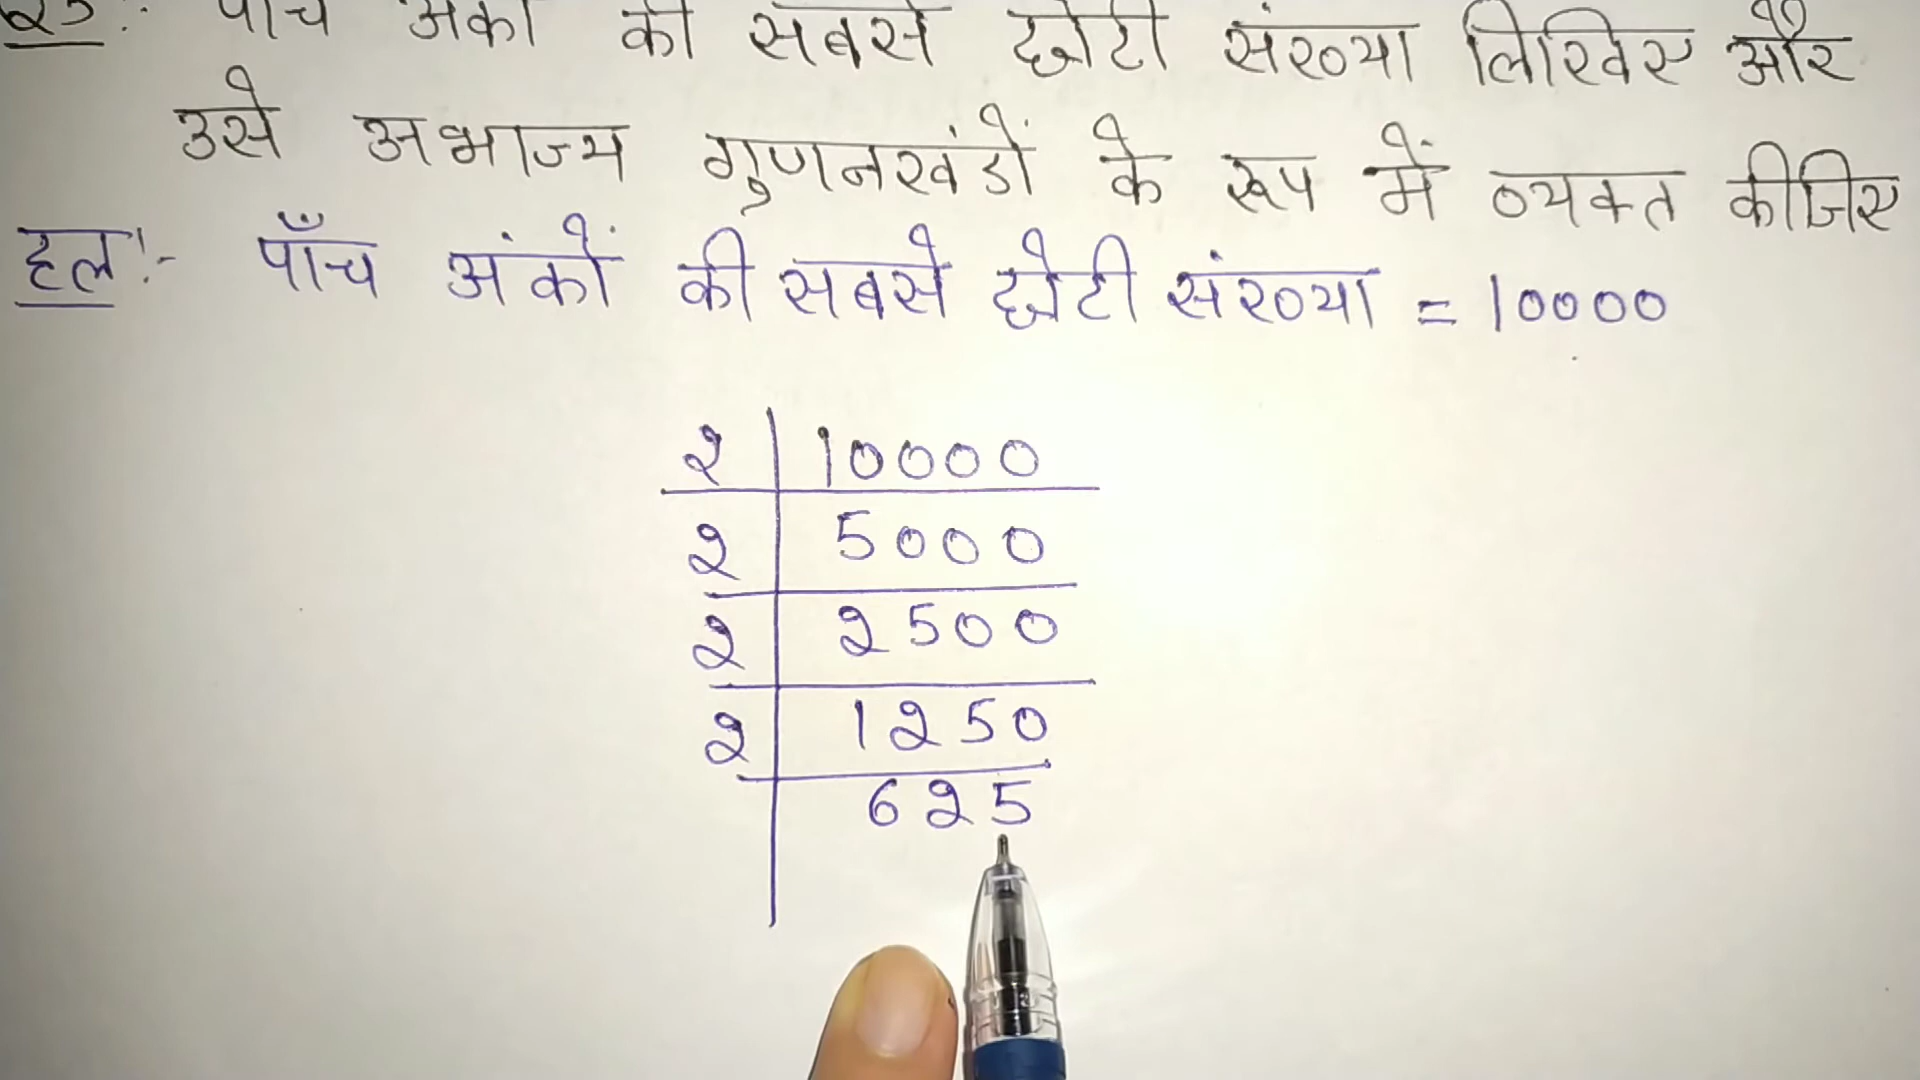 पाँच अंकों की सबसे छोटी संख्या लिखिए और
उसे अभाज्य गुणनखंडों के रूप में व्यक्त कीजिए
हल:- पाँच अंकों की सबसे छोटी संख्या = 10000
2 | 10000
2 | 5000
2 | 2500
2 | 1250
625